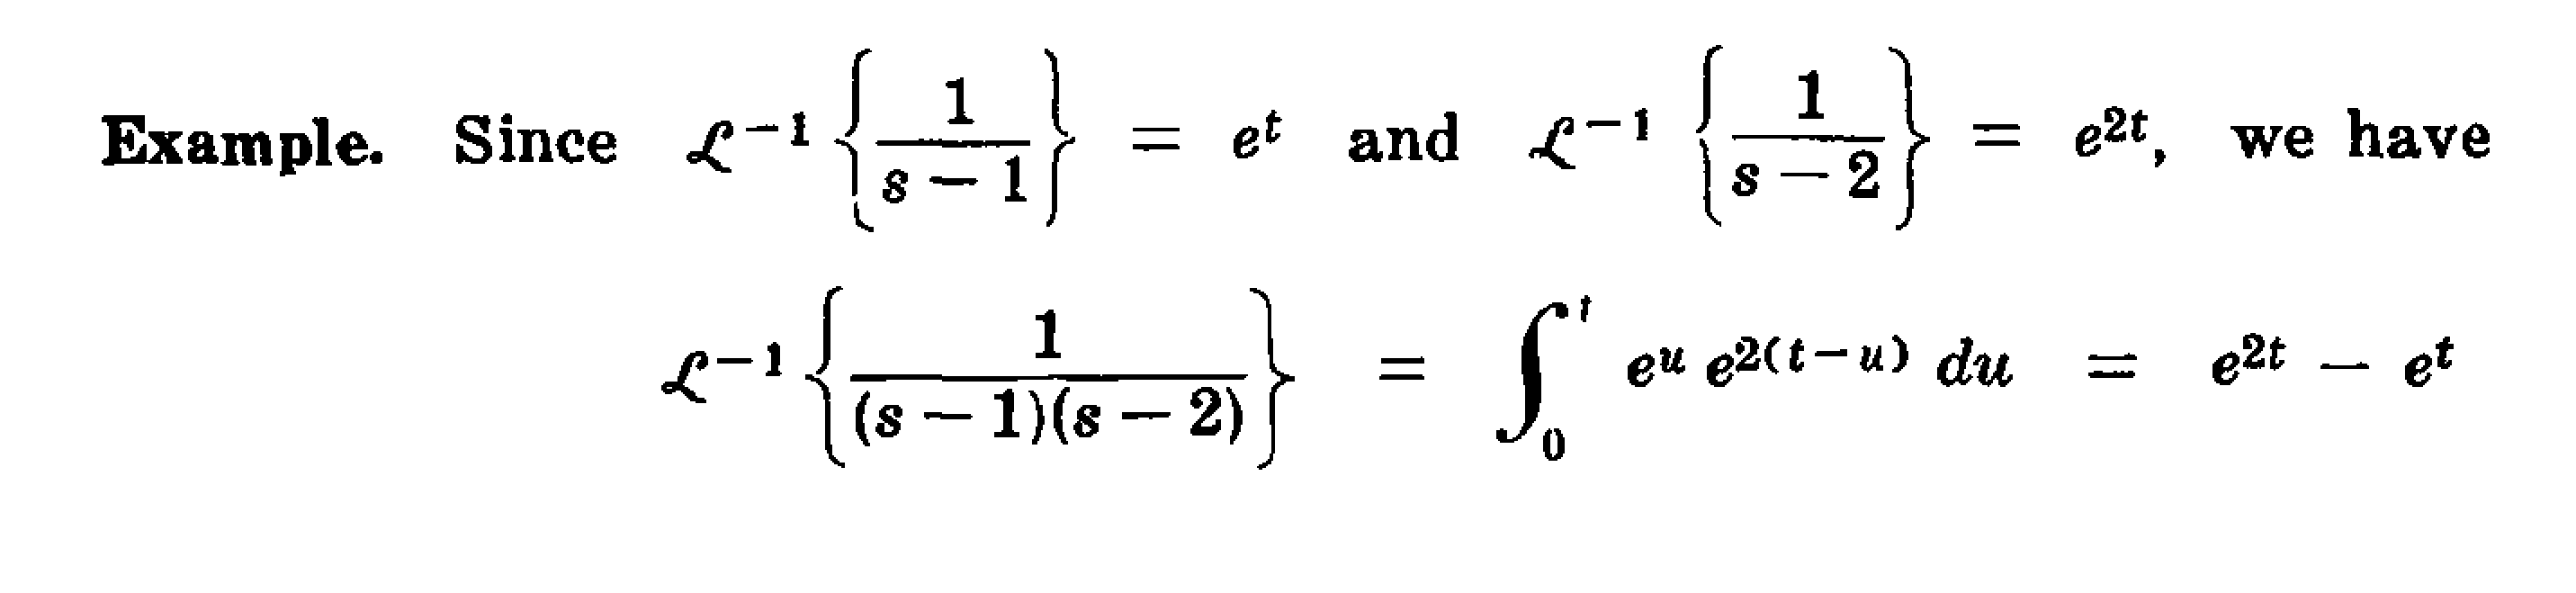 Example. Since ℒ⁻¹{1/(s − 1)} = eᵗ and ℒ⁻¹{1/(s − 2)} = e²ᵗ, we have
ℒ⁻¹{1/((s − 1)(s − 2))} = ∫₀ᵗ eᵘ e²⁽ᵗ⁻ᵘ⁾ du = e²ᵗ − eᵗ